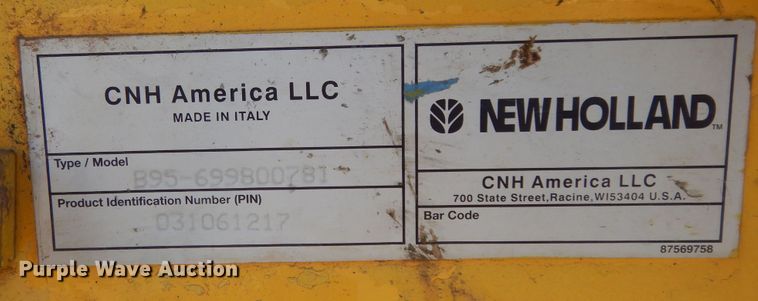 CNH America LLC
MADE IN ITALY
Type / Model
B95-699800781
Product Identification Number (PIN)
031061217
NEW HOLLAND TM
CNH America LLC
700 State Street, Racine, WI53404 U.S.A.
Bar Code
87569758
Purple Wave Auction